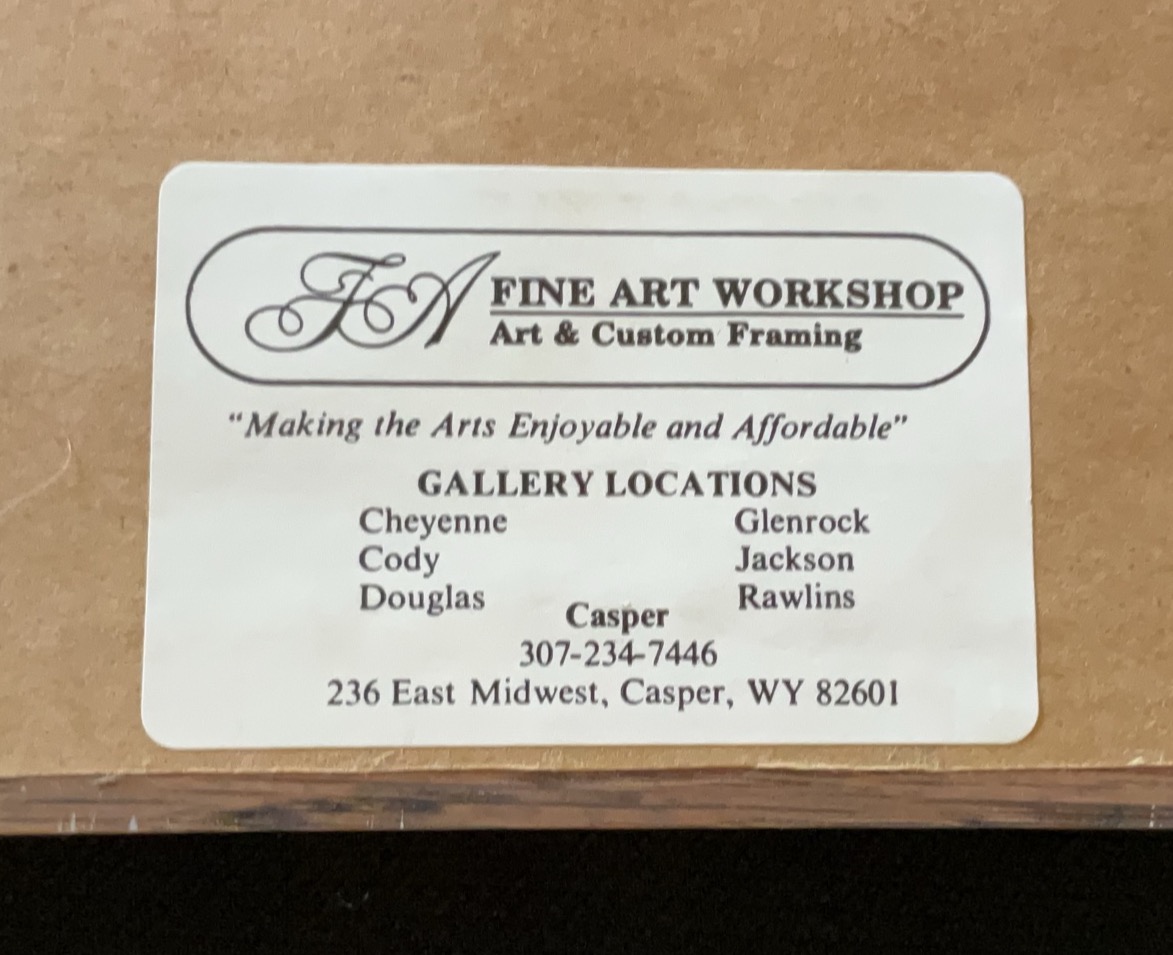 FA FINE ART WORKSHOP
Art & Custom Framing
“Making the Arts Enjoyable and Affordable”
GALLERY LOCATIONS
Cheyenne Glenrock
Cody Jackson
Douglas Rawlins
Casper
307-234-7446
236 East Midwest, Casper, WY 82601